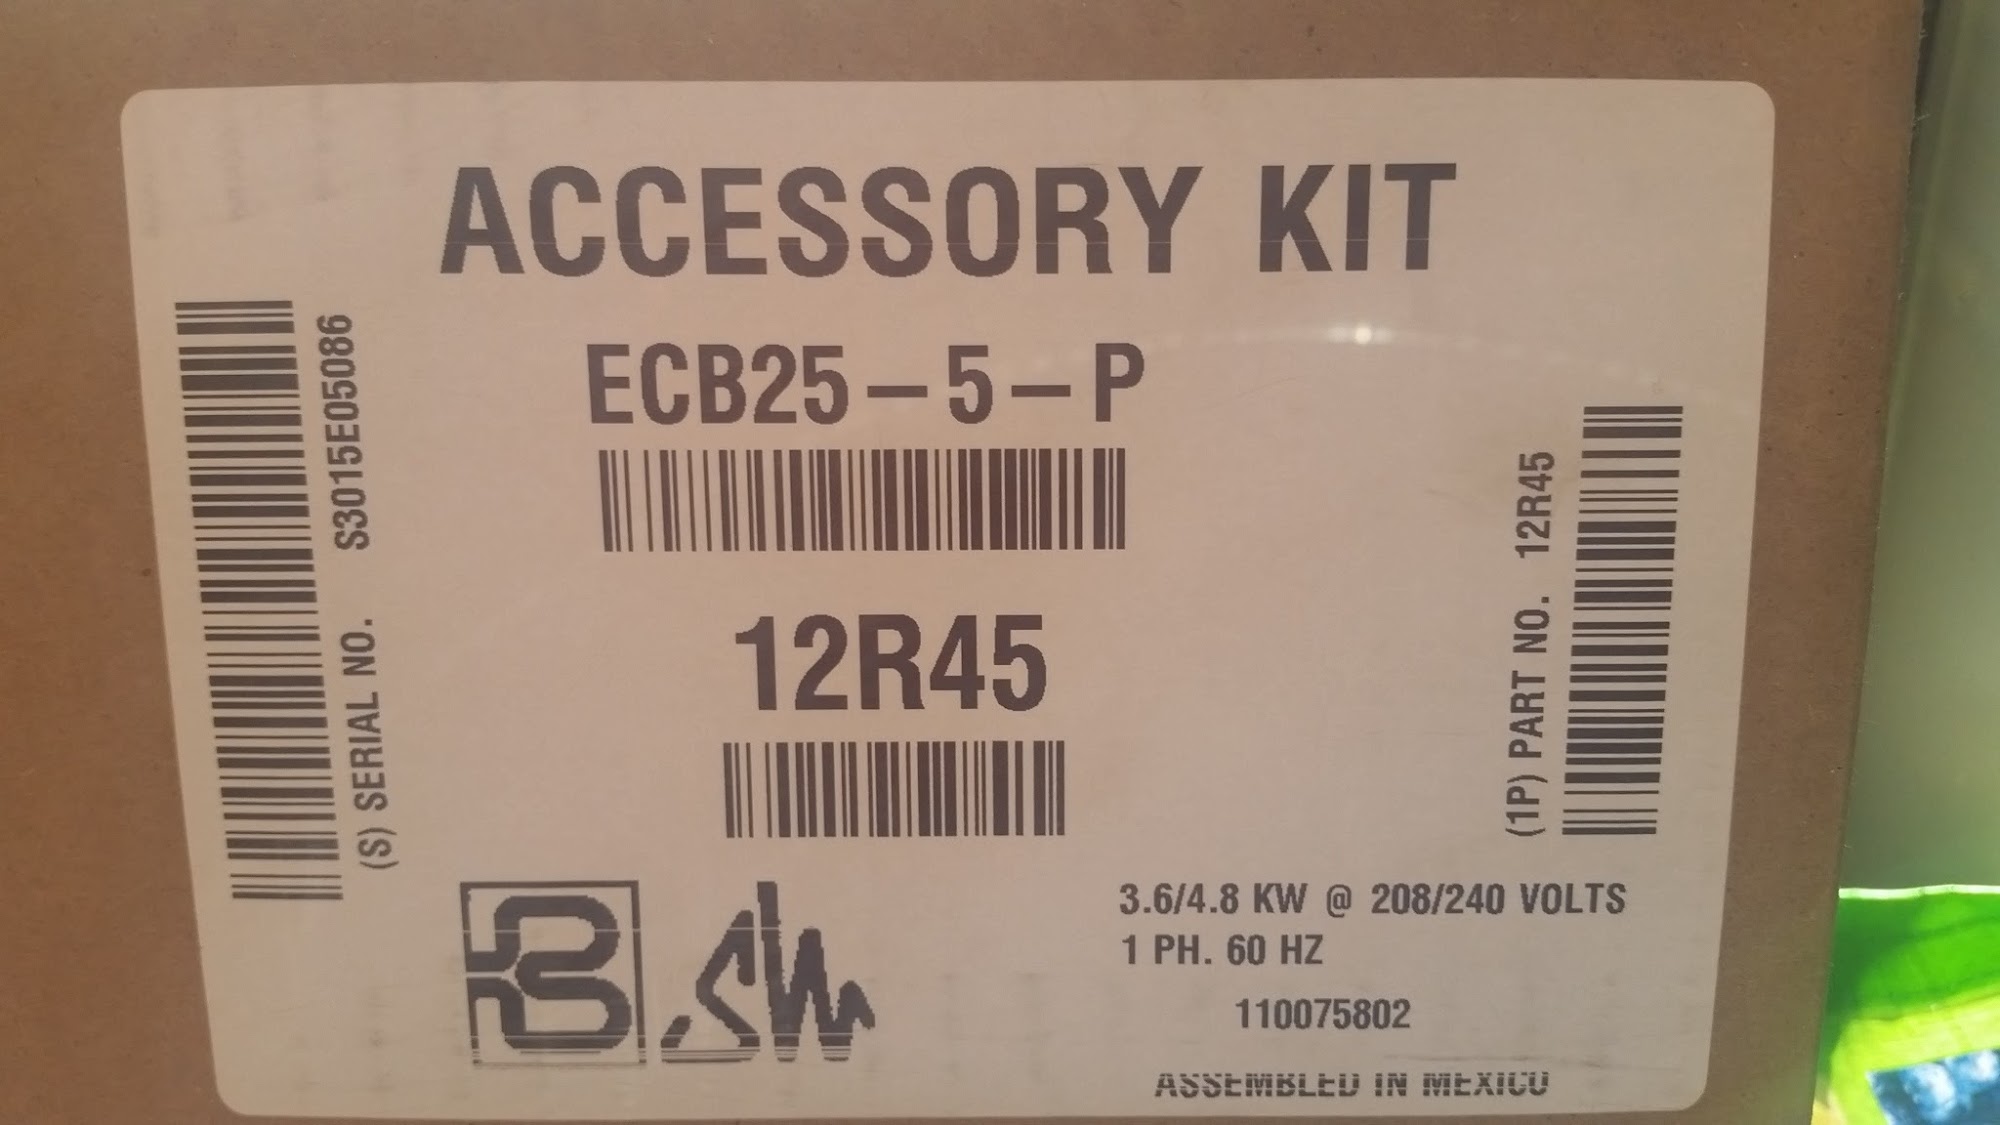 ACCESSORY KIT
ECB25-5-P
12R45
(S) SERIAL NO. S3015E05086
(1P) PART NO. 12R45
3.6/4.8 KW @ 208/240 VOLTS
1 PH. 60 HZ
110075802
ASSEMBLED IN MEXICO